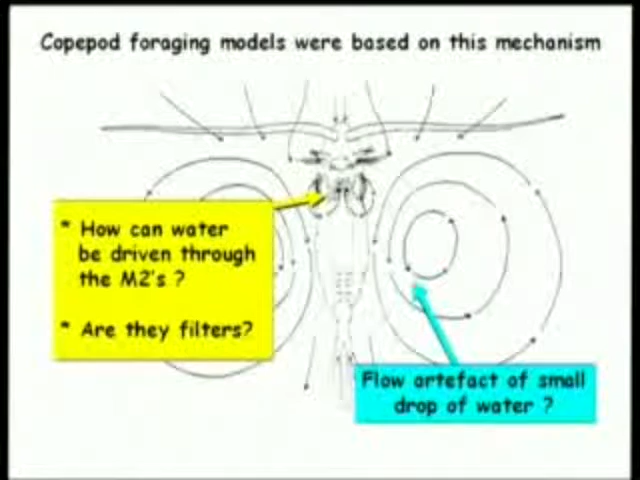 Copepod foraging models were based on this mechanism
* How can water
be driven through
the M2's ?
* Are they filters?
Flow artefact of small
drop of water ?